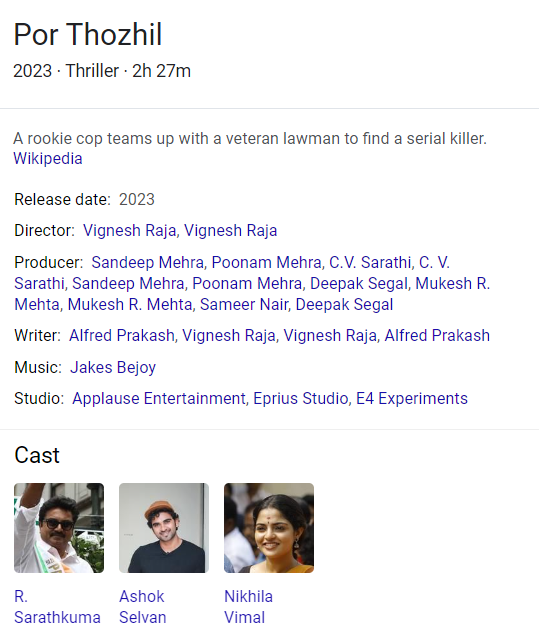 Por Thozhil
2023 · Thriller · 2h 27m
A rookie cop teams up with a veteran lawman to find a serial killer.
Wikipedia
Release date: 2023
Director: Vignesh Raja, Vignesh Raja
Producer: Sandeep Mehra, Poonam Mehra, C.V. Sarathi, C. V.
Sarathi, Sandeep Mehra, Poonam Mehra, Deepak Segal, Mukesh R.
Mehta, Mukesh R. Mehta, Sameer Nair, Deepak Segal
Writer: Alfred Prakash, Vignesh Raja, Vignesh Raja, Alfred Prakash
Music: Jakes Bejoy
Studio: Applause Entertainment, Eprius Studio, E4 Experiments
Cast
R.
Sarathkuma
Ashok
Selvan
Nikhila
Vimal